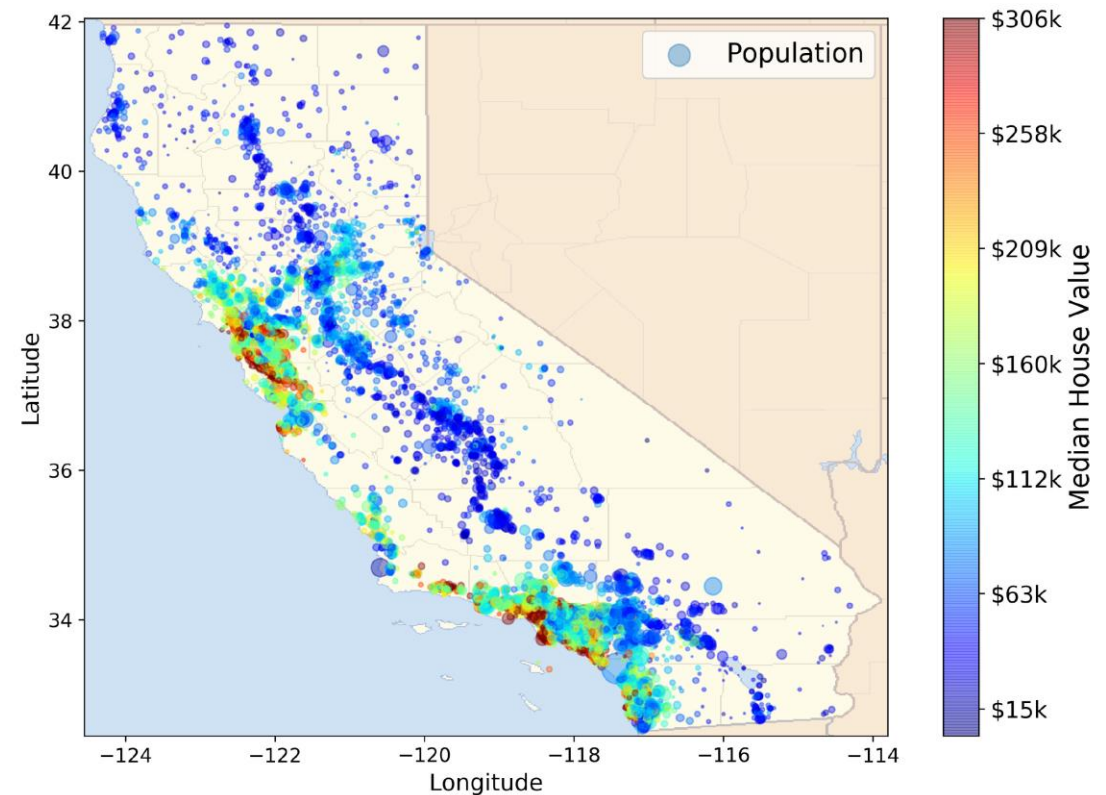 42
40
38
36
34
Latitude
−124
−122
−120
−118
−116
−114
Longitude
Population
$306k
$258k
$209k
$160k
$112k
$63k
$15k
Median House Value